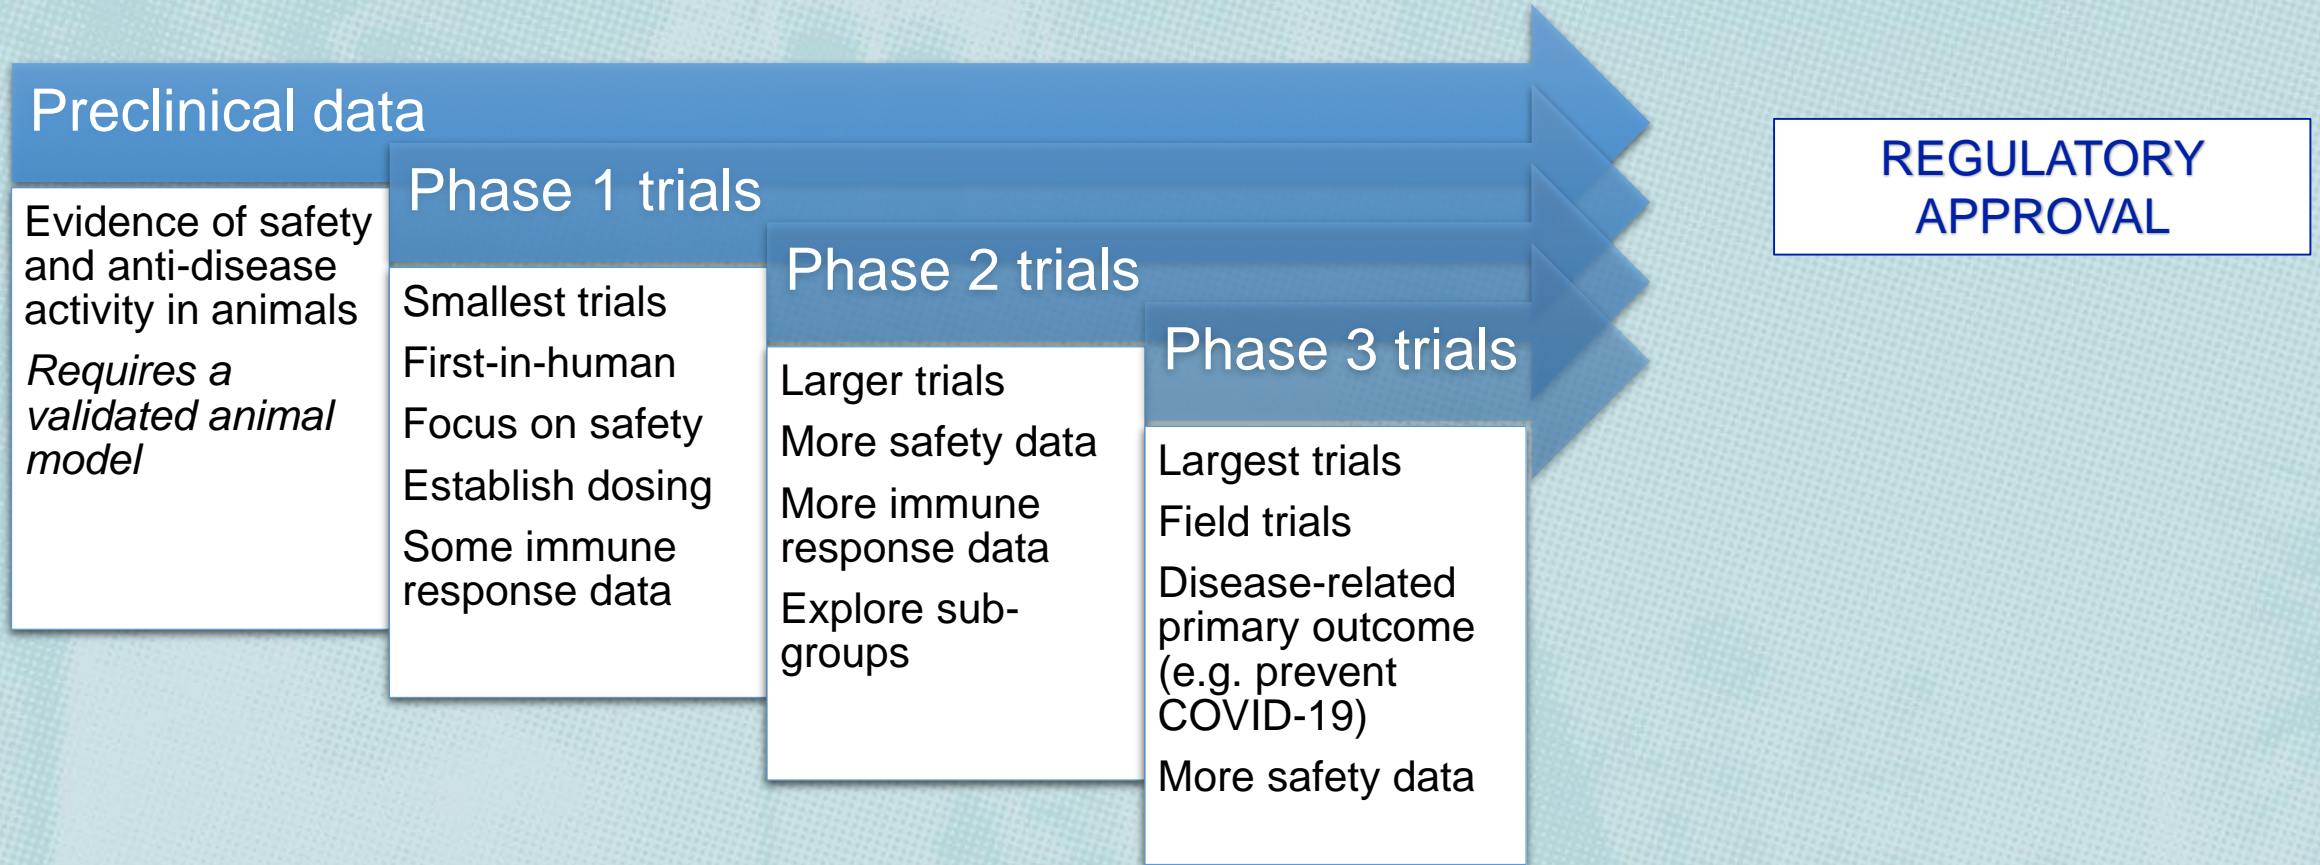 Preclinical data
Evidence of safety
and anti-disease
activity in animals
Requires a
validated animal
model
Phase 1 trials
Smallest trials
First-in-human
Focus on safety
Establish dosing
Some immune
response data
Phase 2 trials
Larger trials
More safety data
More immune
response data
Explore sub-
groups
Phase 3 trials
Largest trials
Field trials
Disease-related
primary outcome
(e.g. prevent
COVID-19)
More safety data
REGULATORY
APPROVAL